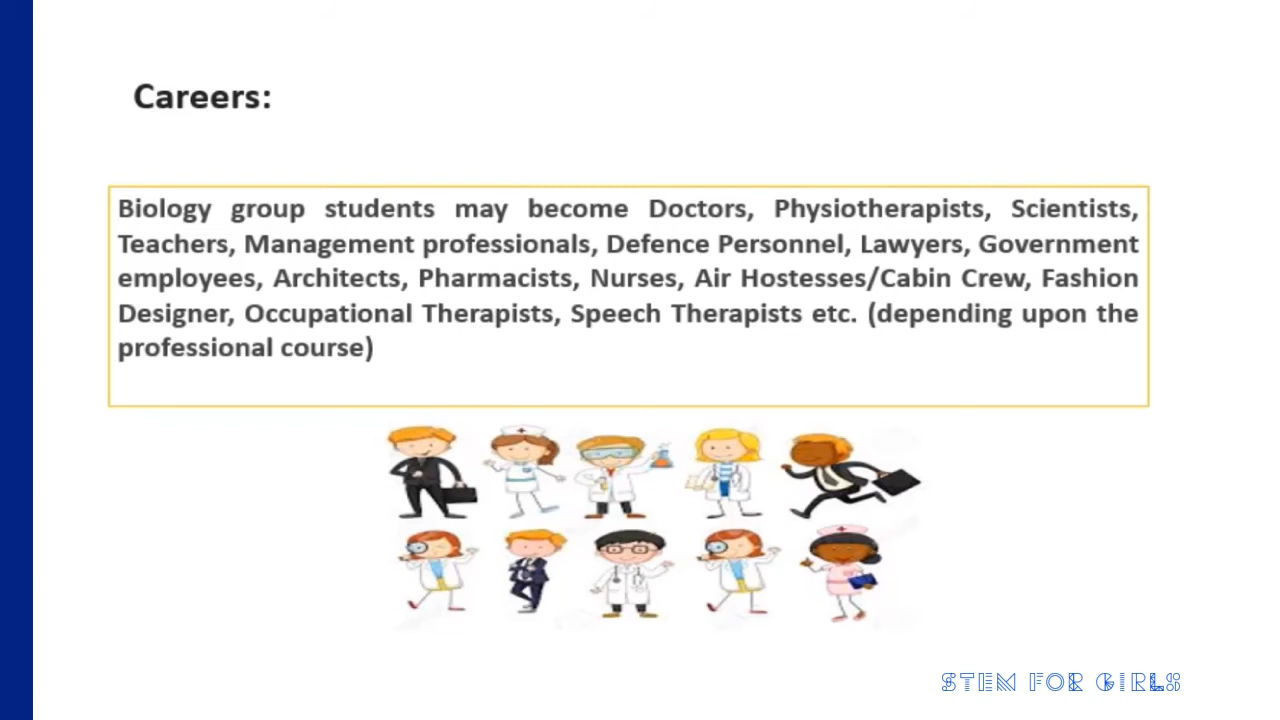 Careers:
Biology group students may become Doctors, Physiotherapists, Scientists,
Teachers, Management professionals, Defence Personnel, Lawyers, Government
employees, Architects, Pharmacists, Nurses, Air Hostesses/Cabin Crew, Fashion
Designer, Occupational Therapists, Speech Therapists etc. (depending upon the
professional course)
STEM FOR GIRLS